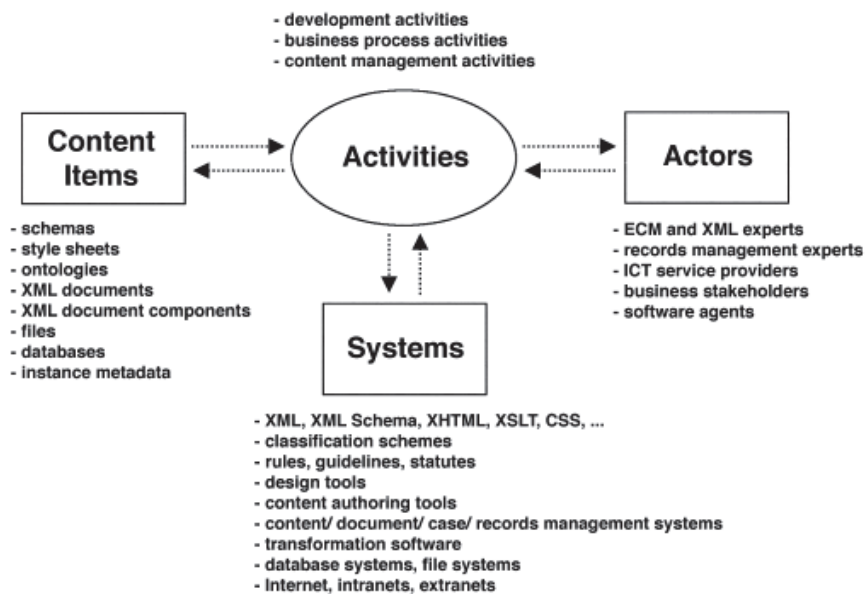 - development activities
- business process activities
- content management activities
Content
Items
Activities
Actors
- schemas
- style sheets
- ontologies
- XML documents
- XML document components
- files
- databases
- instance metadata
- ECM and XML experts
- records management experts
- ICT service providers
- business stakeholders
- software agents
Systems
- XML, XML Schema, XHTML, XSLT, CSS, ...
- classification schemes
- rules, guidelines, statutes
- design tools
- content authoring tools
- content/ document/ case/ records management systems
- transformation software
- database systems, file systems
- Internet, intranets, extranets